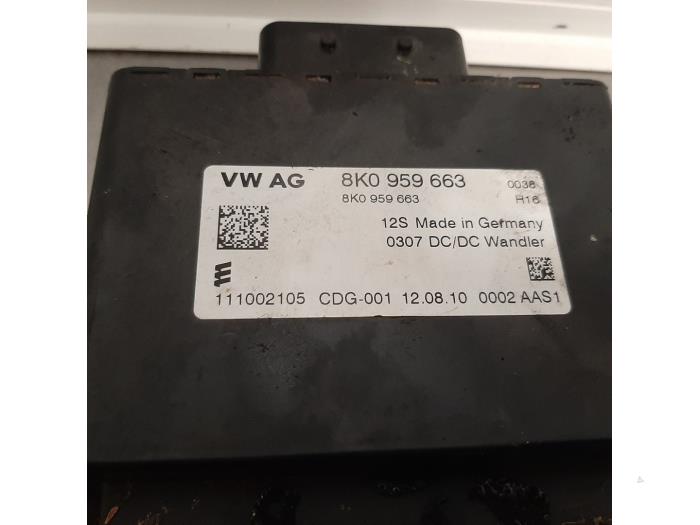 VW AG 8K0 959 663 0038
8K0 959 663 H16
12S Made in Germany
0307 DC/DC Wandler
111002105 CDG-001 12.08.10 0002 AAS1